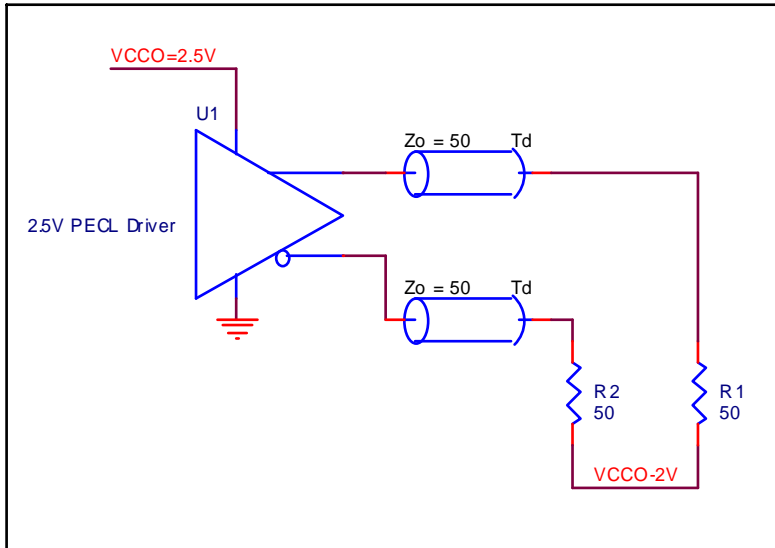 VCCO=2.5V
U1
Zo = 50 Td
2.5V PECL Driver
Zo = 50 Td
R2
50
R1
50
VCCO-2V